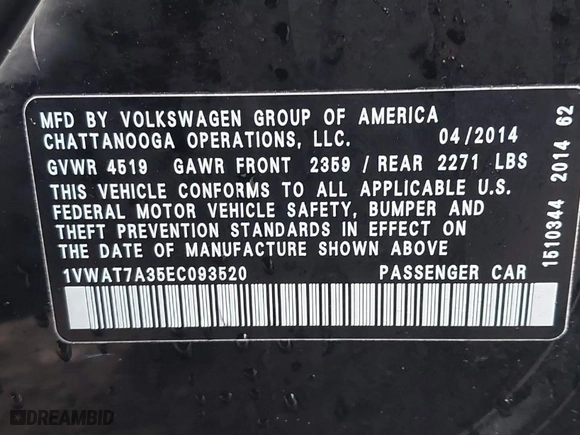 MFD BY VOLKSWAGEN GROUP OF AMERICA
CHATTANOOGA OPERATIONS, LLC. 04/2014
GVWR 4519 GAWR FRONT 2359 / REAR 2271 LBS
THIS VEHICLE CONFORMS TO ALL APPLICABLE U.S.
FEDERAL MOTOR VEHICLE SAFETY, BUMPER AND
THEFT PREVENTION STANDARDS IN EFFECT ON
THE DATE OF MANUFACTURE SHOWN ABOVE
1VWAT7A35EC093520 PASSENGER CAR
1510344 2014 62
DREAMBID